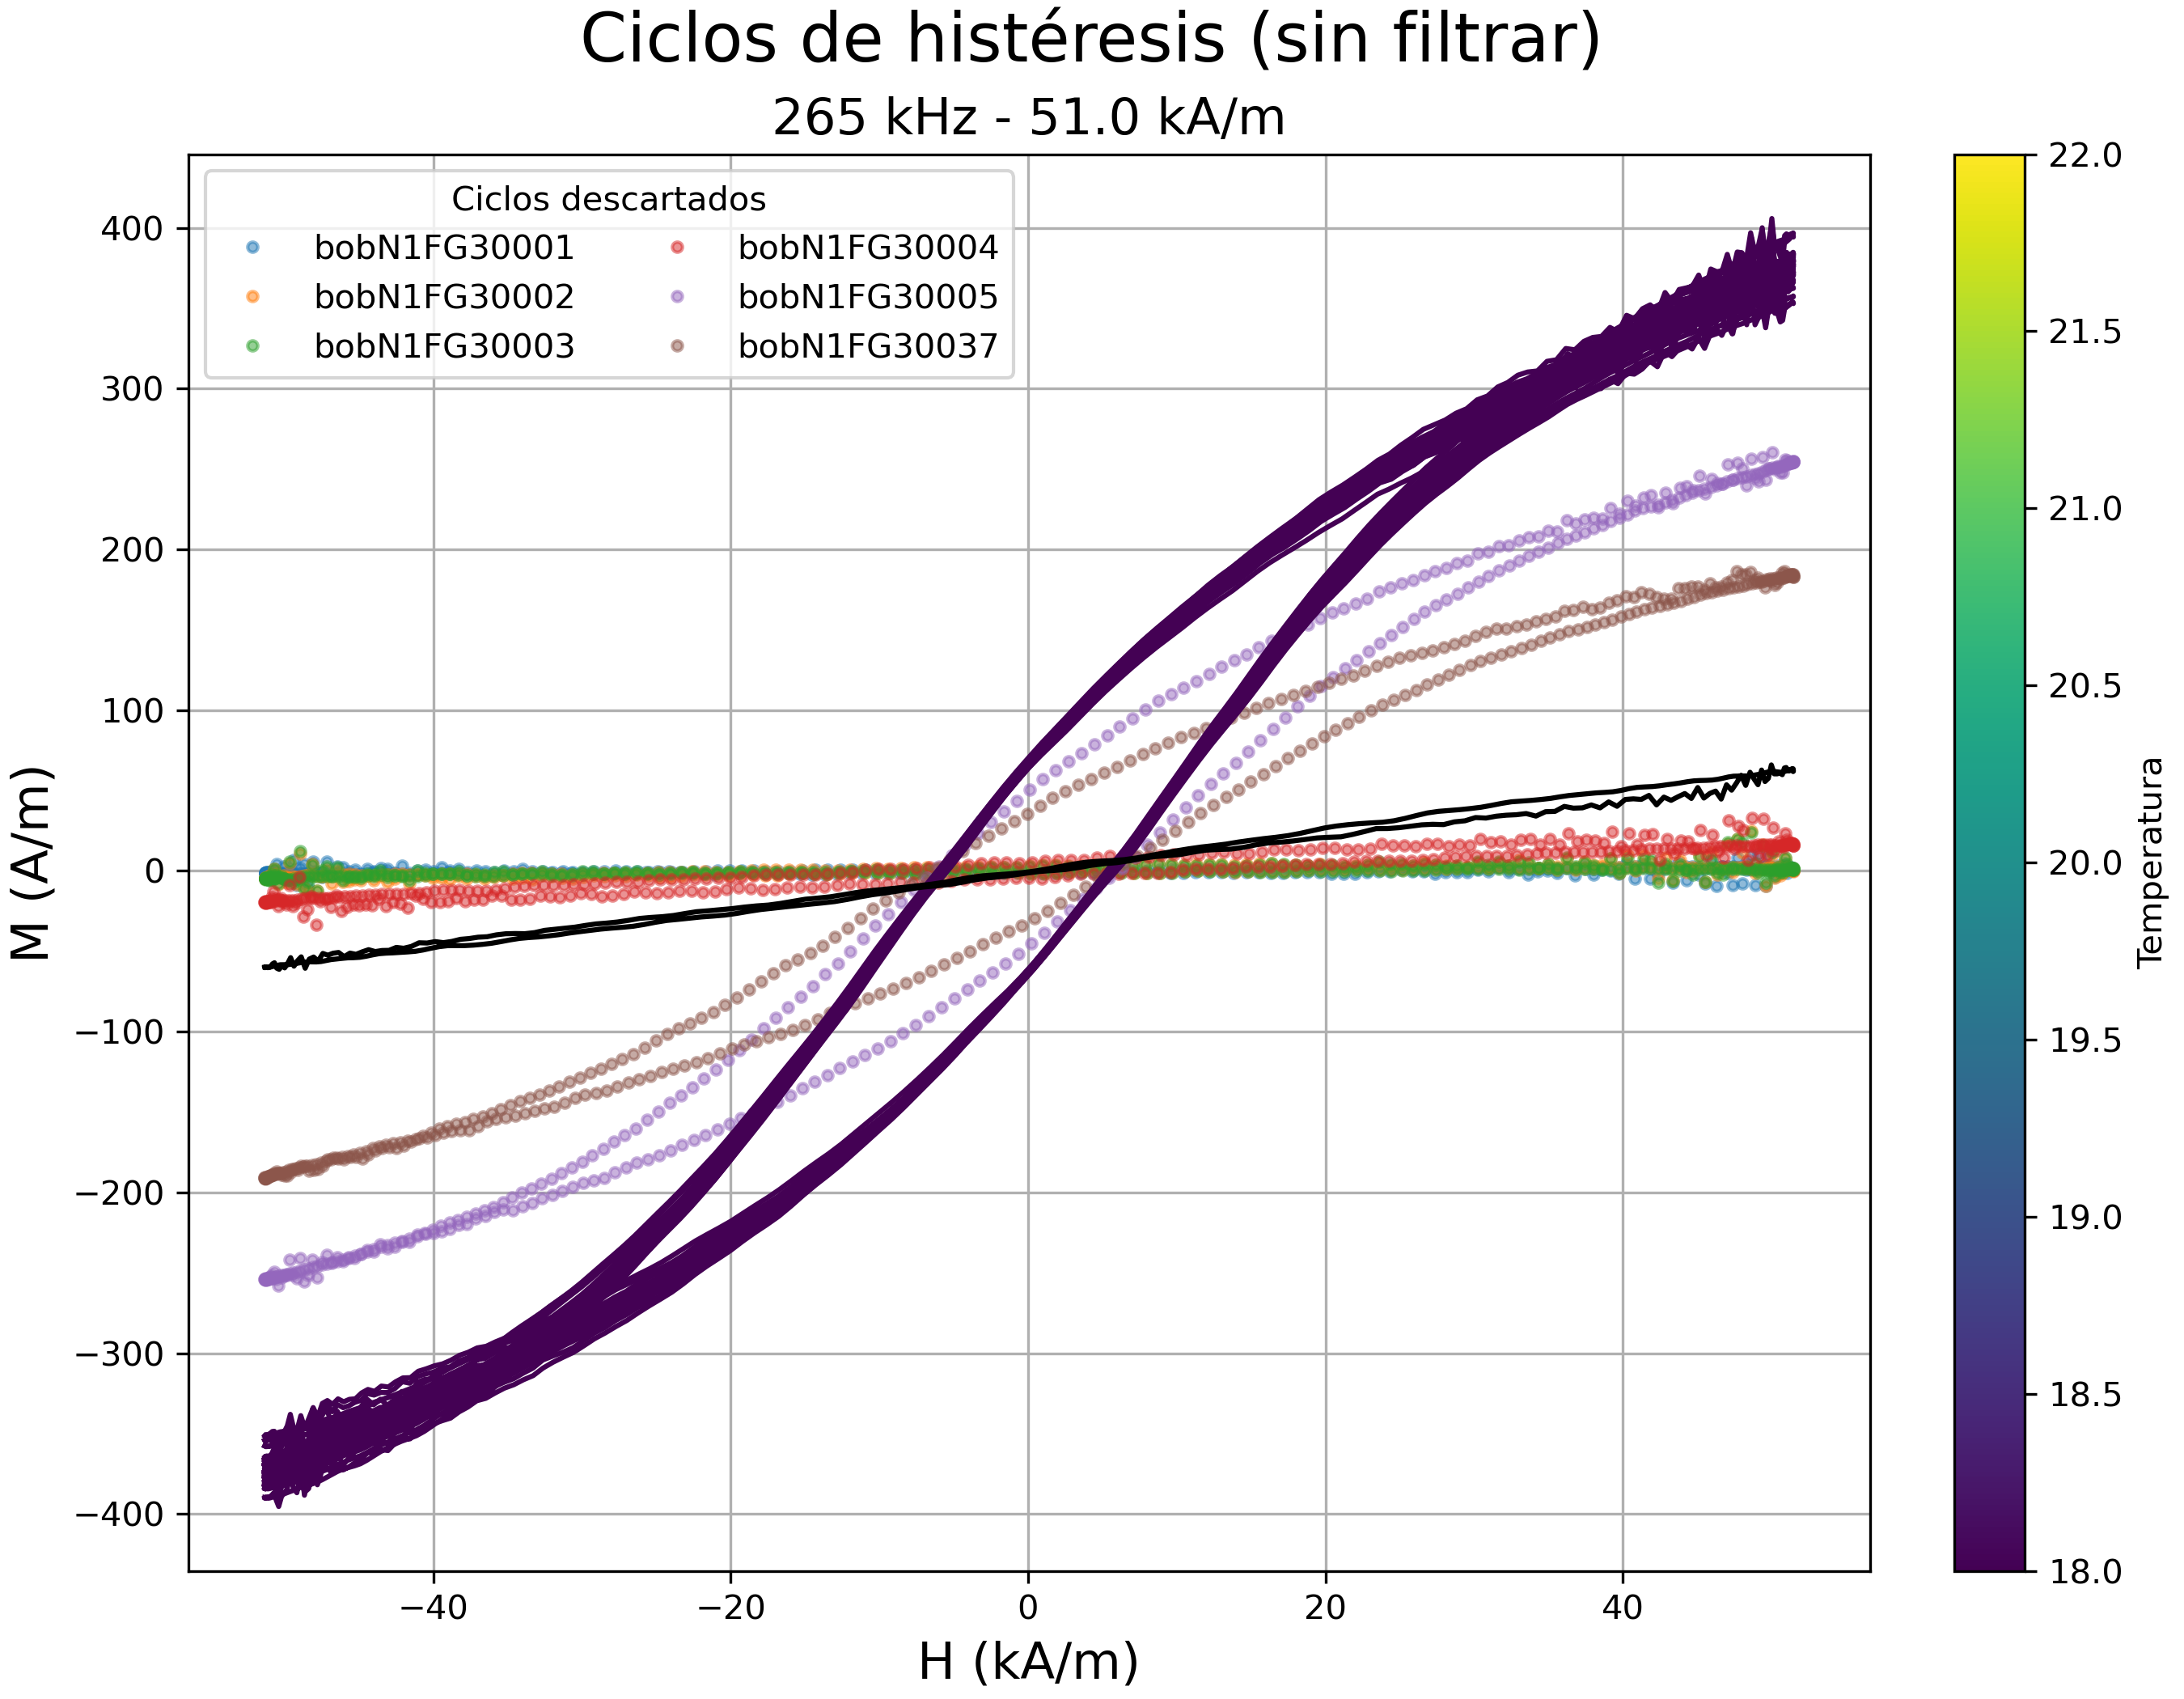 Ciclos de histéresis (sin filtrar)
265 kHz - 51.0 kA/m
Ciclos descartados
bobN1FG30001
bobN1FG30002
bobN1FG30003
bobN1FG30004
bobN1FG30005
bobN1FG30037
M (A/m)
400
300
200
100
0
−100
−200
−300
−400
−40
−20
0
20
40
H (kA/m)
22.0
21.5
21.0
20.5
20.0
19.5
19.0
18.5
18.0
Temperatura